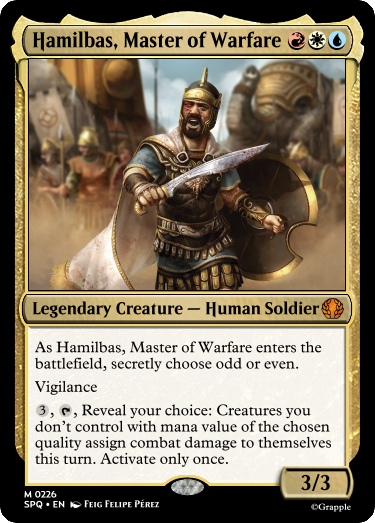 Hamilbas, Master of Warfare
Legendary Creature — Human Soldier
As Hamilbas, Master of Warfare enters the
battlefield, secretly choose odd or even.
Vigilance
3, , Reveal your choice: Creatures you
don't control with mana value of the chosen
quality assign combat damage to themselves
this turn. Activate only once.
3/3
M 0226
SPQ • EN Feig Felipe Pérez
©Grapple